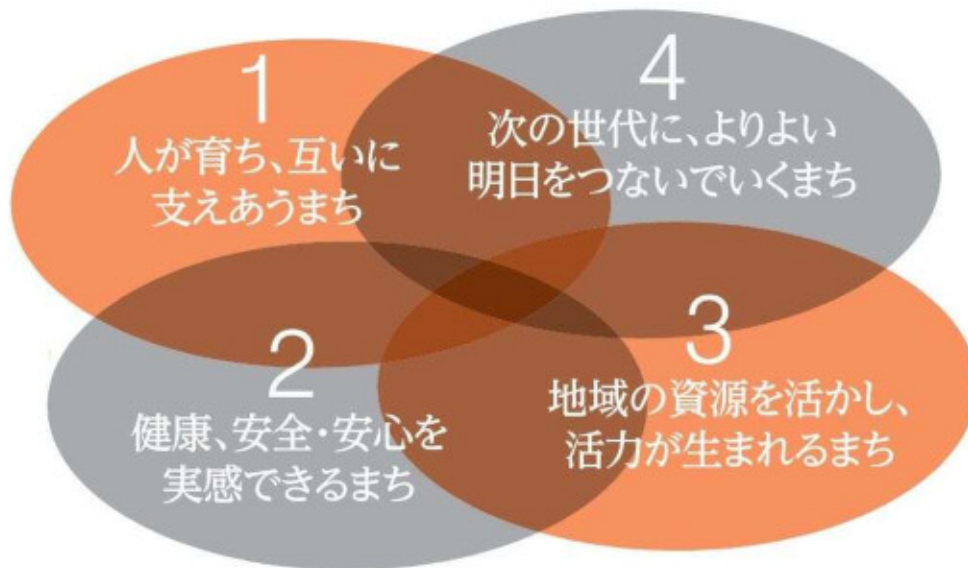 1
人が育ち、互いに
支えあうまち
2
健康、安全・安心を
実感できるまち
3
地域の資源を活かし、
活力が生まれるまち
4
次の世代に、よりよい
明日をつないでいくまち